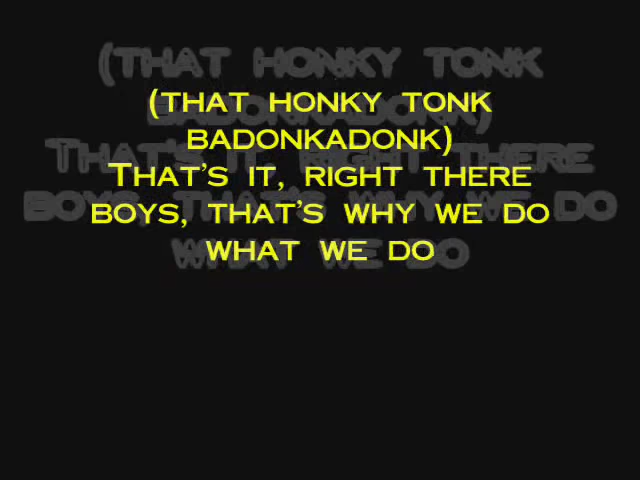 (THAT HONKY TONK
BADONKADONK)
THAT'S IT, RIGHT THERE
BOYS, THAT'S WHY WE DO
WHAT WE DO